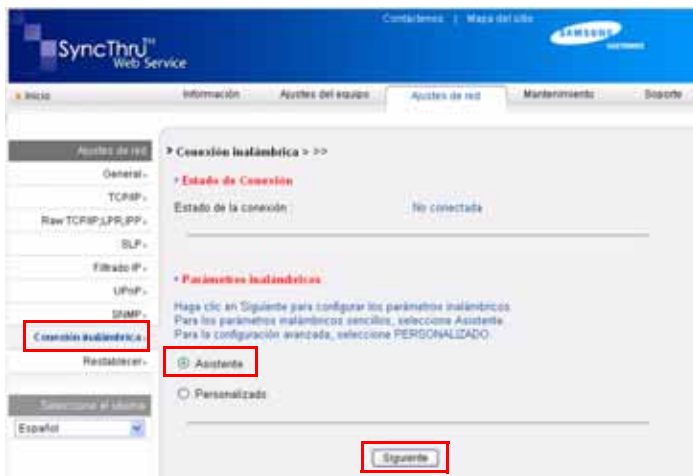 Contáctenos | Mapa del sitio
SAMSUNG
ELECTRONICS
SyncThru™
Web Service
Inicio
Información
Ajustes del equipo
Ajustes de red
Mantenimiento
Soporte
Ajustes de red
General
TCP/IP
Raw TCP/IP,LPR,IPP
SLP
Filtrado IP
UPnP
SNMP
Conexión inalámbrica
Restablecer
Seleccione el idioma
Español
Conexión inalámbrica > >>
Estado de Conexión
Estado de la conexión
No conectada
Parámetros inalámbricos
Haga clic en Siguiente para configurar los parámetros inalámbricos
Para los parámetros inalámbricos sencillos, seleccione Asistente.
Para la configuración avanzada, seleccione PERSONALIZADO.
Asistente
Personalizado
Siguiente